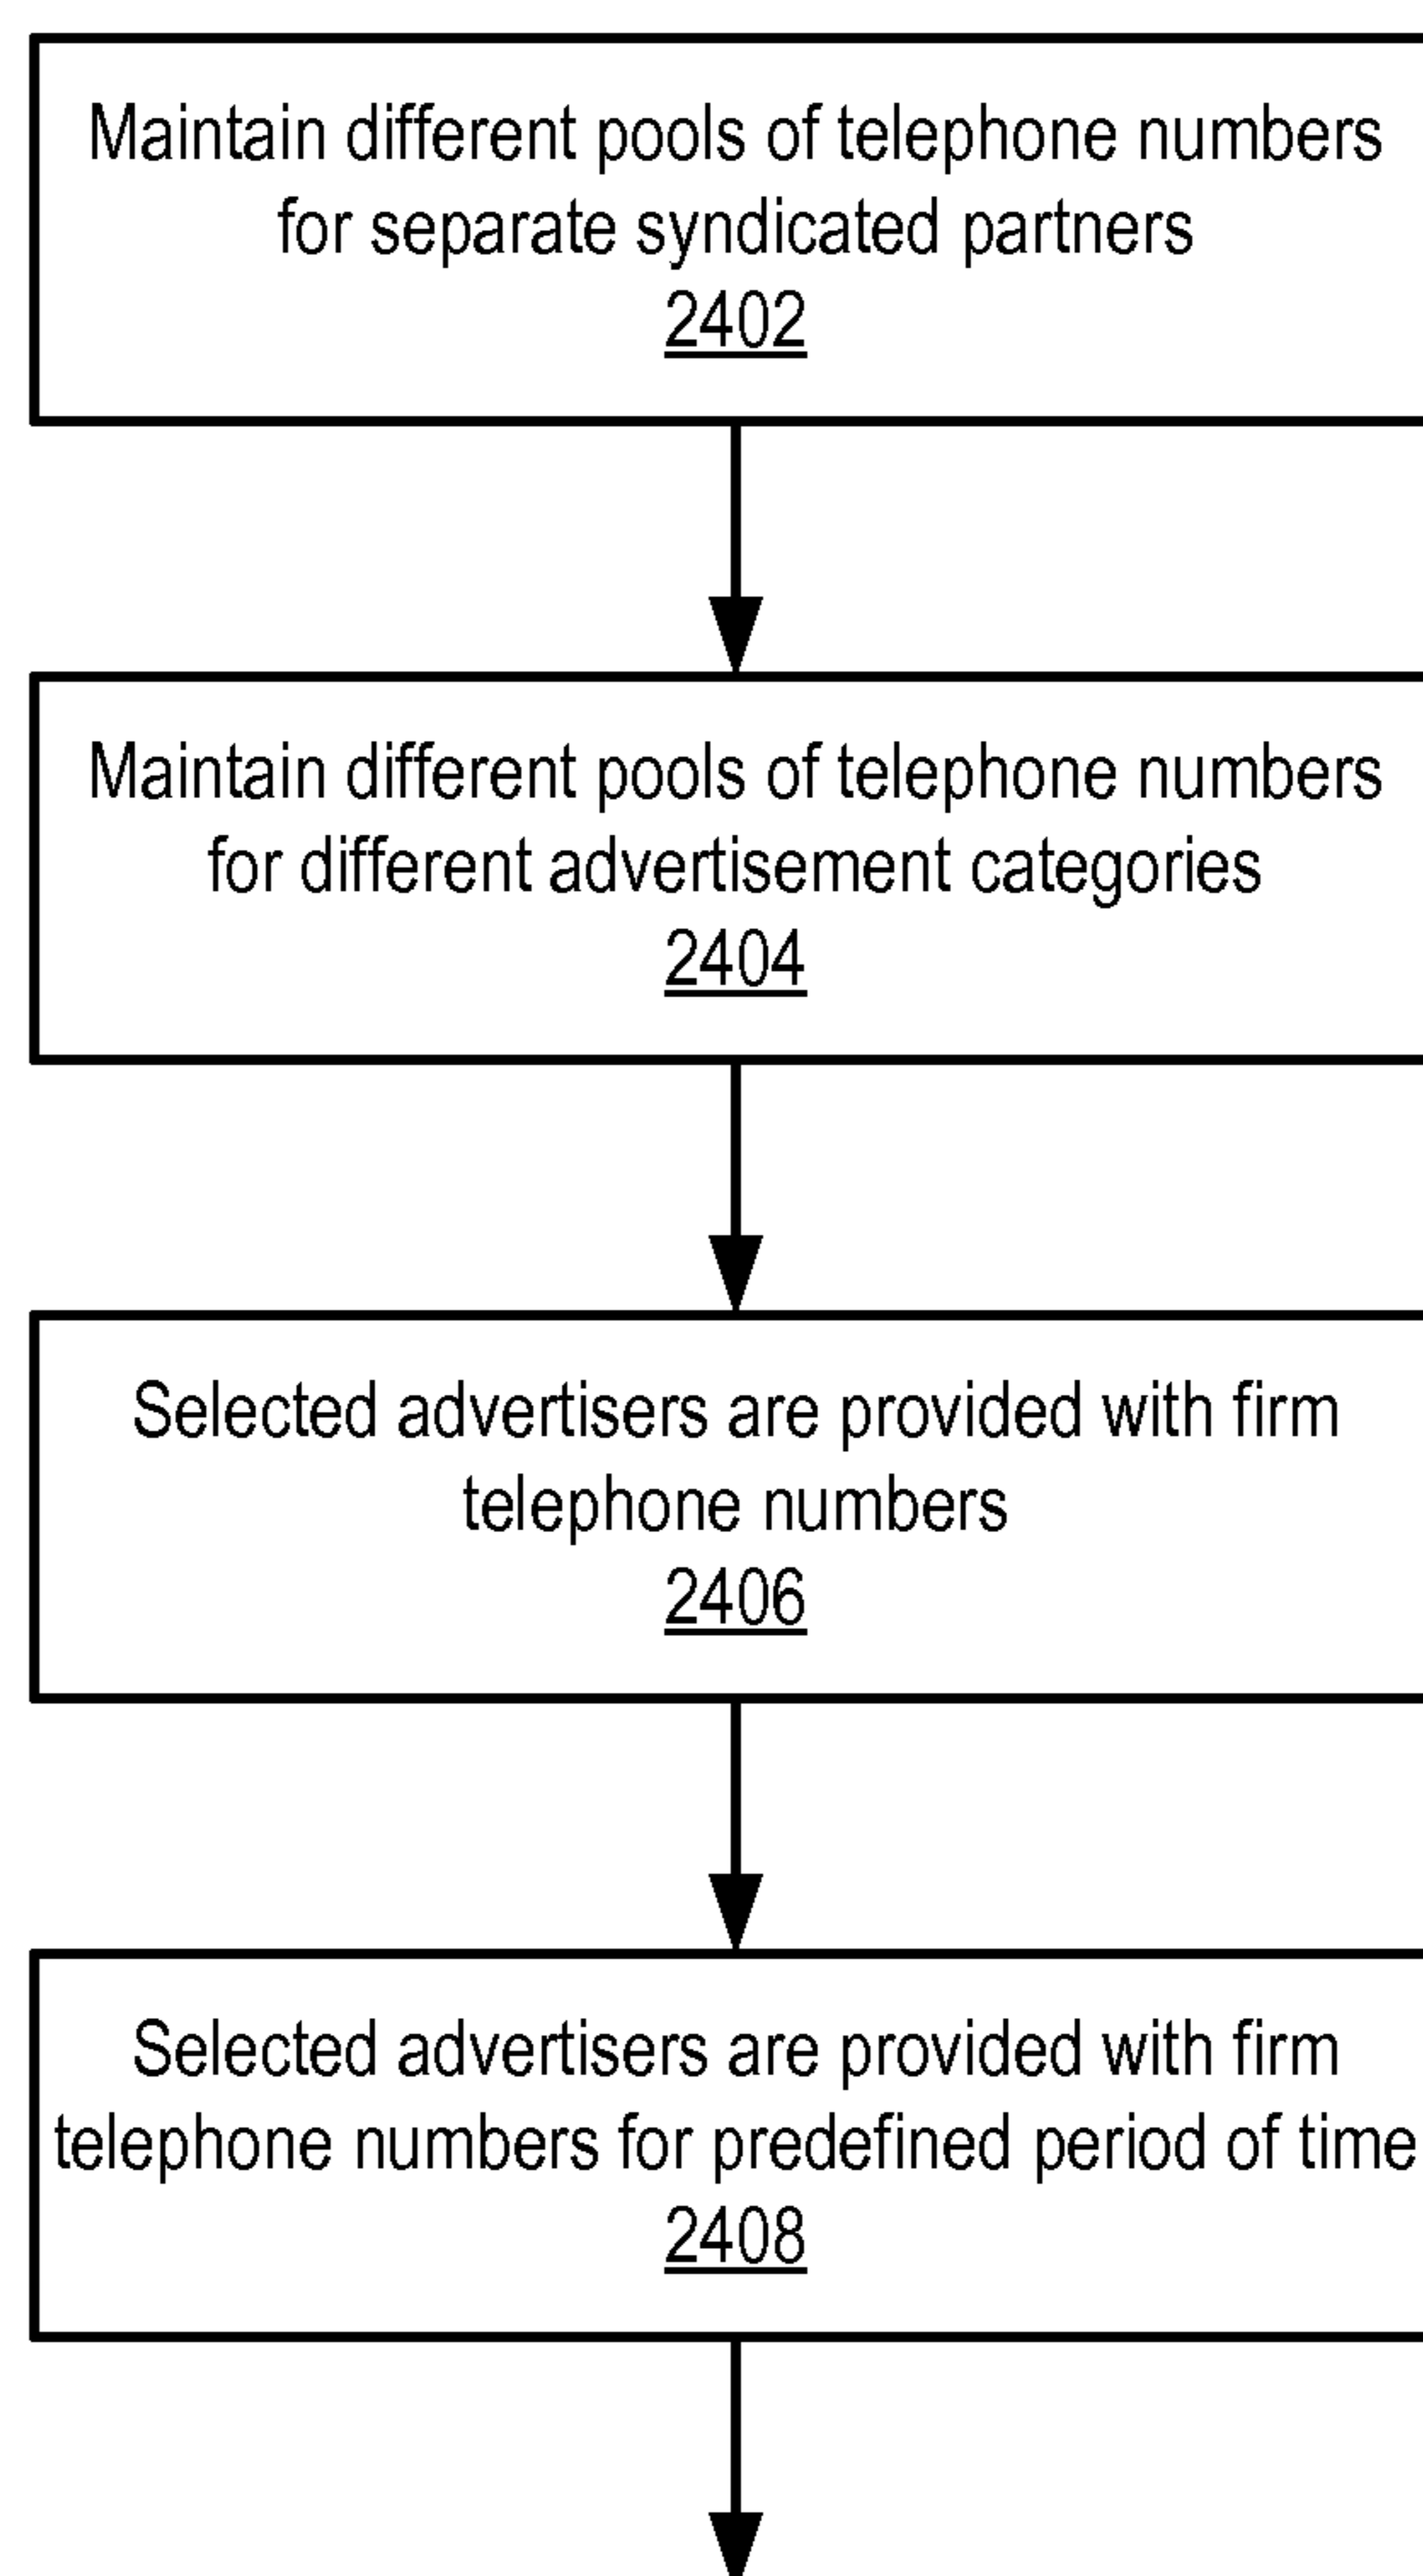 Maintain different pools of telephone numbers
for separate syndicated partners
2402
Maintain different pools of telephone numbers
for different advertisement categories
2404
Selected advertisers are provided with firm
telephone numbers
2406
Selected advertisers are provided with firm
telephone numbers for predefined period of time
2408